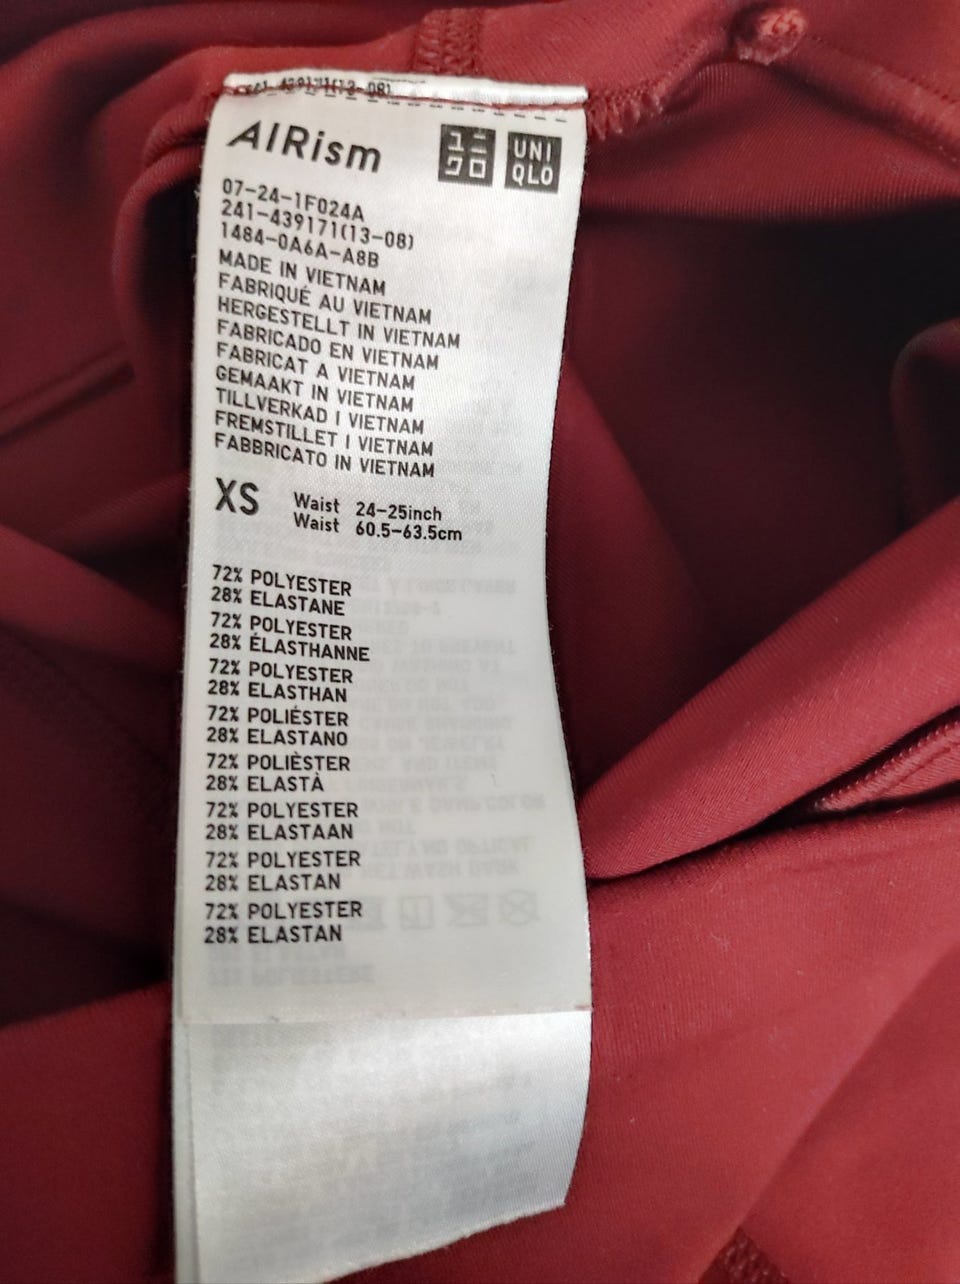 439171(13-08)
AIRism
ユニ
クロ
UNI
QLO
07-24-1F024A
241-439171(13-08)
1484-0A6A-A8B
MADE IN VIETNAM
FABRIQUÉ AU VIETNAM
HERGESTELLT IN VIETNAM
FABRICADO EN VIETNAM
FABRICAT A VIETNAM
GEMAAKT IN VIETNAM
TILLVERKAD I VIETNAM
FREMSTILLET I VIETNAM
FABBRICATO IN VIETNAM
XS Waist 24-25inch
Waist 60.5-63.5cm
72% POLYESTER
28% ELASTANE
72% POLYESTER
28% ÉLASTHANNE
72% POLYESTER
28% ELASTHAN
72% POLIÉSTER
28% ELASTANO
72% POLIÈSTER
28% ELASTÀ
72% POLYESTER
28% ELASTAAN
72% POLYESTER
28% ELASTAN
72% POLYESTER
28% ELASTAN